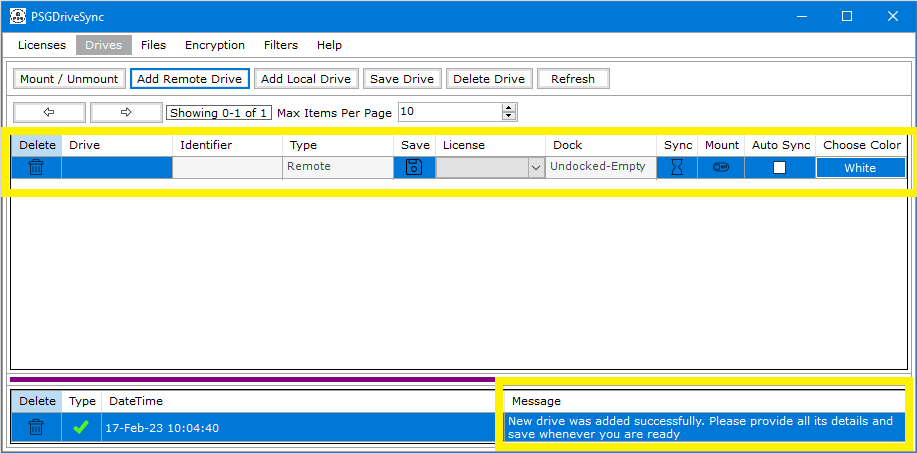 PSGDriveSync
Licenses Drives Files Encryption Filters Help
Mount / Unmount Add Remote Drive Add Local Drive Save Drive Delete Drive Refresh
Showing 0-1 of 1 Max Items Per Page 10
Delete Drive Identifier Type Save License Dock Sync Mount Auto Sync Choose Color
Remote Undocked-Empty White
Delete Type DateTime Message
17-Feb-23 10:04:40 New drive was added successfully. Please provide all its details and
save whenever you are ready